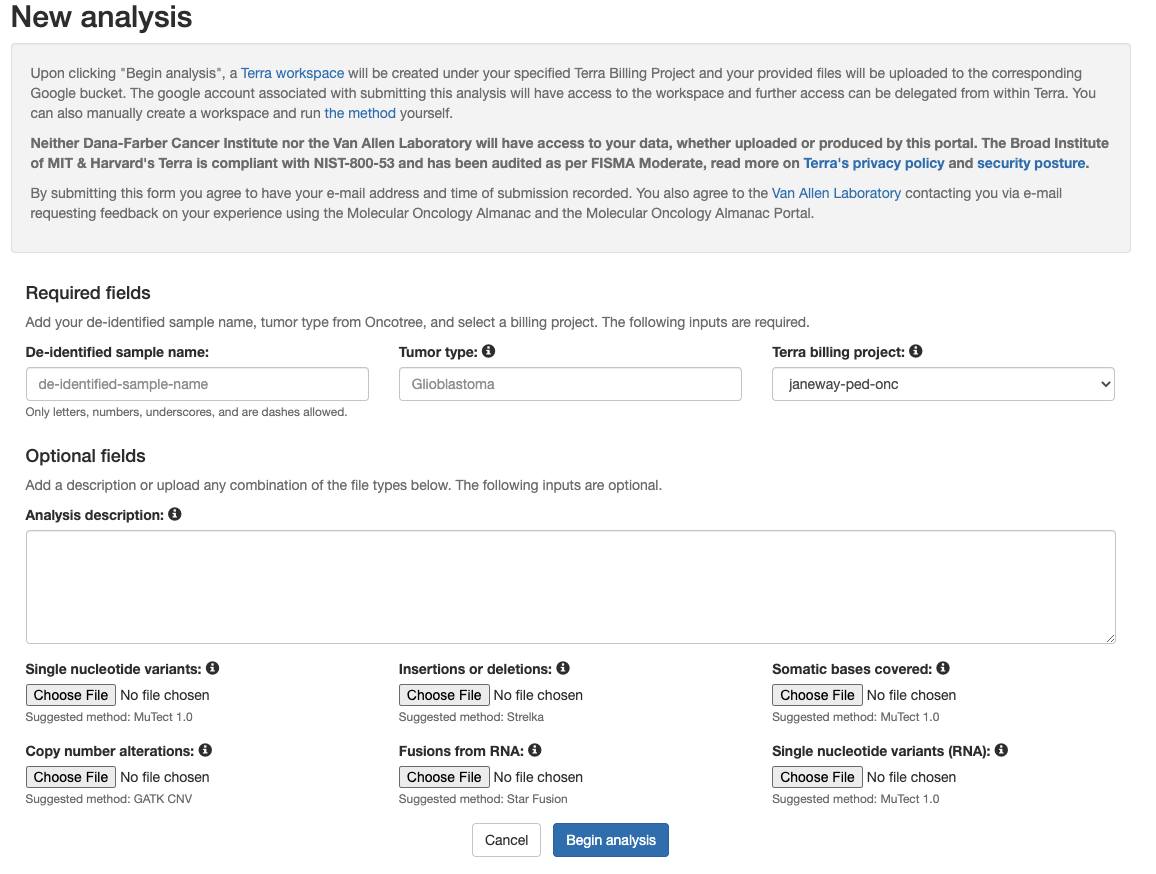 New analysis
Upon clicking "Begin analysis", a Terra workspace will be created under your specified Terra Billing Project and your provided files will be uploaded to the corresponding
Google bucket. The google account associated with submitting this analysis will have access to the workspace and further access can be delegated from within Terra. You
can also manually create a workspace and run the method yourself.
Neither Dana-Farber Cancer Institute nor the Van Allen Laboratory will have access to your data, whether uploaded or produced by this portal. The Broad Institute
of MIT & Harvard's Terra is compliant with NIST-800-53 and has been audited as per FISMA Moderate, read more on Terra's privacy policy and security posture.
By submitting this form you agree to have your e-mail address and time of submission recorded. You also agree to the Van Allen Laboratory contacting you via e-mail
requesting feedback on your experience using the Molecular Oncology Almanac and the Molecular Oncology Almanac Portal.
Required fields
Add your de-identified sample name, tumor type from Oncotree, and select a billing project. The following inputs are required.
De-identified sample name:
Tumor type:
Terra billing project:
de-identified-sample-name
Glioblastoma
janeway-ped-onc
Only letters, numbers, underscores, and are dashes allowed.
Optional fields
Add a description or upload any combination of the file types below. The following inputs are optional.
Analysis description:
Single nucleotide variants:
Insertions or deletions:
Somatic bases covered:
Choose File No file chosen
Choose File No file chosen
Choose File No file chosen
Suggested method: MuTect 1.0
Suggested method: Strelka
Suggested method: MuTect 1.0
Copy number alterations:
Fusions from RNA:
Single nucleotide variants (RNA):
Choose File No file chosen
Choose File No file chosen
Choose File No file chosen
Suggested method: GATK CNV
Suggested method: Star Fusion
Suggested method: MuTect 1.0
Cancel
Begin analysis